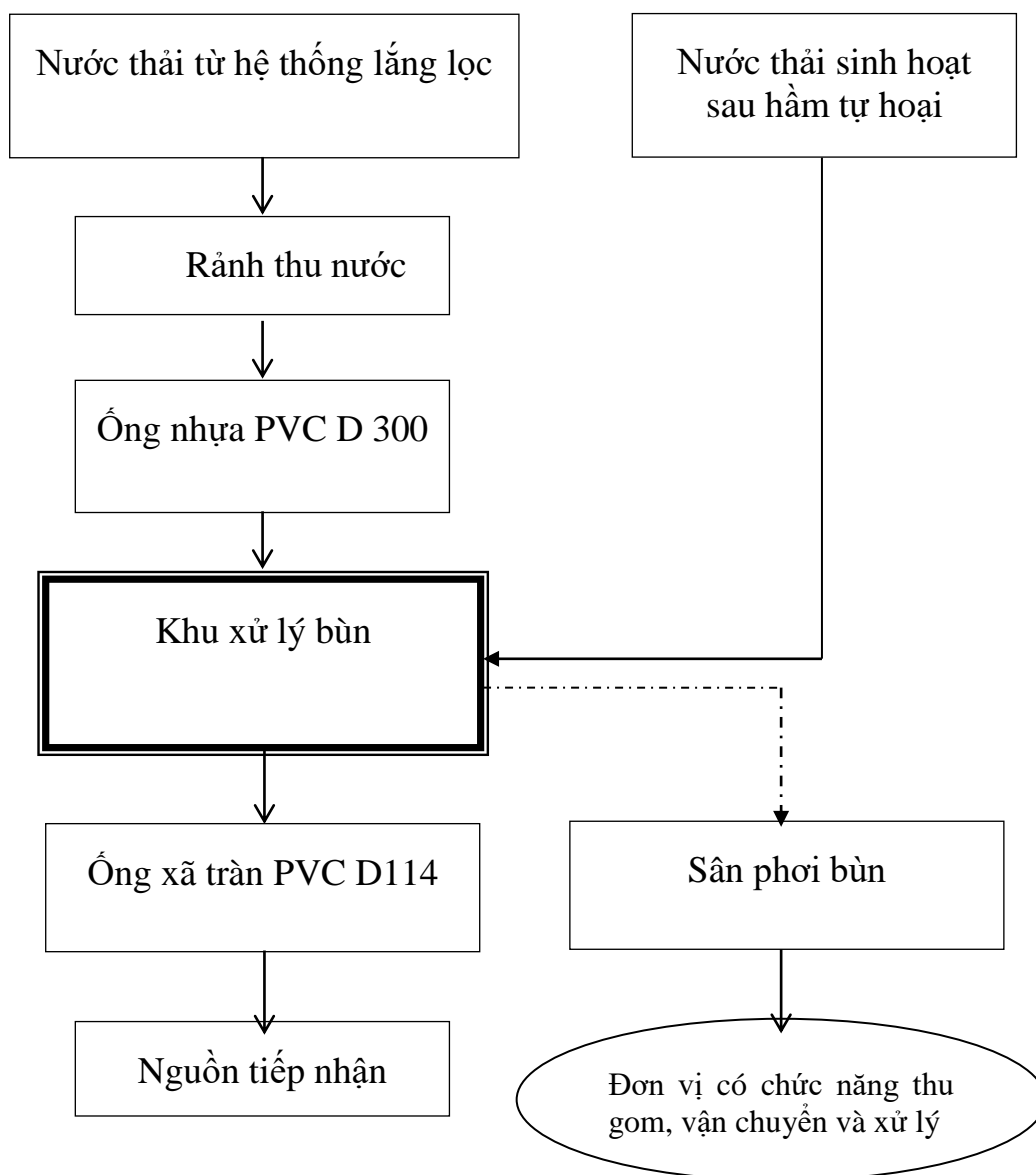 Nước thải từ hệ thống lắng lọc
Nước thải sinh hoạt
sau hầm tự hoại
Rảnh thu nước
Ống nhựa PVC D 300
Khu xử lý bùn
Ống xã tràn PVC D114
Sân phơi bùn
Nguồn tiếp nhận
Đơn vị có chức năng thu
gom, vận chuyển và xử lý